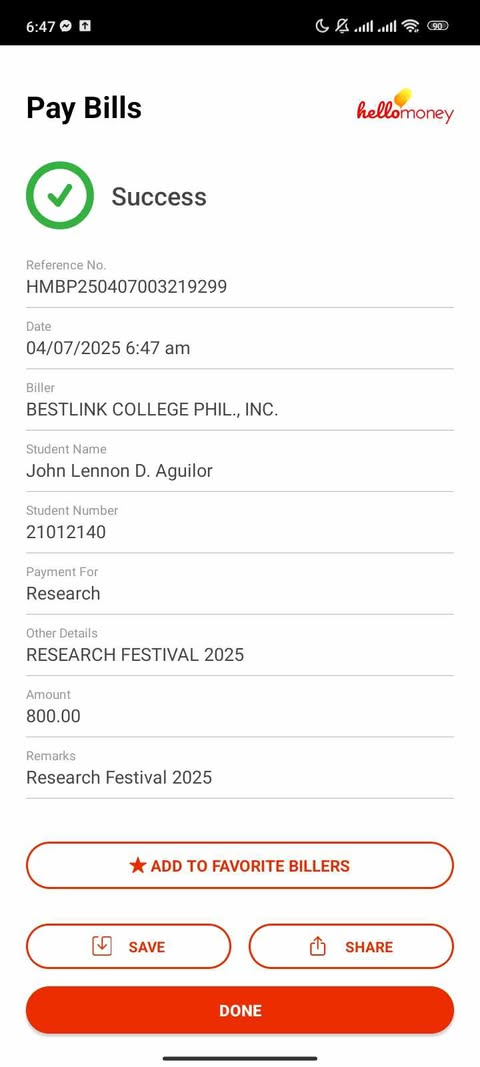 6:47
90
Pay Bills
hellomoney
Success
Reference No.
HMBP250407003219299
Date
04/07/2025 6:47 am
Biller
BESTLINK COLLEGE PHIL., INC.
Student Name
John Lennon D. Aguilor
Student Number
21012140
Payment For
Research
Other Details
RESEARCH FESTIVAL 2025
Amount
800.00
Remarks
Research Festival 2025
ADD TO FAVORITE BILLERS
SAVE
SHARE
DONE